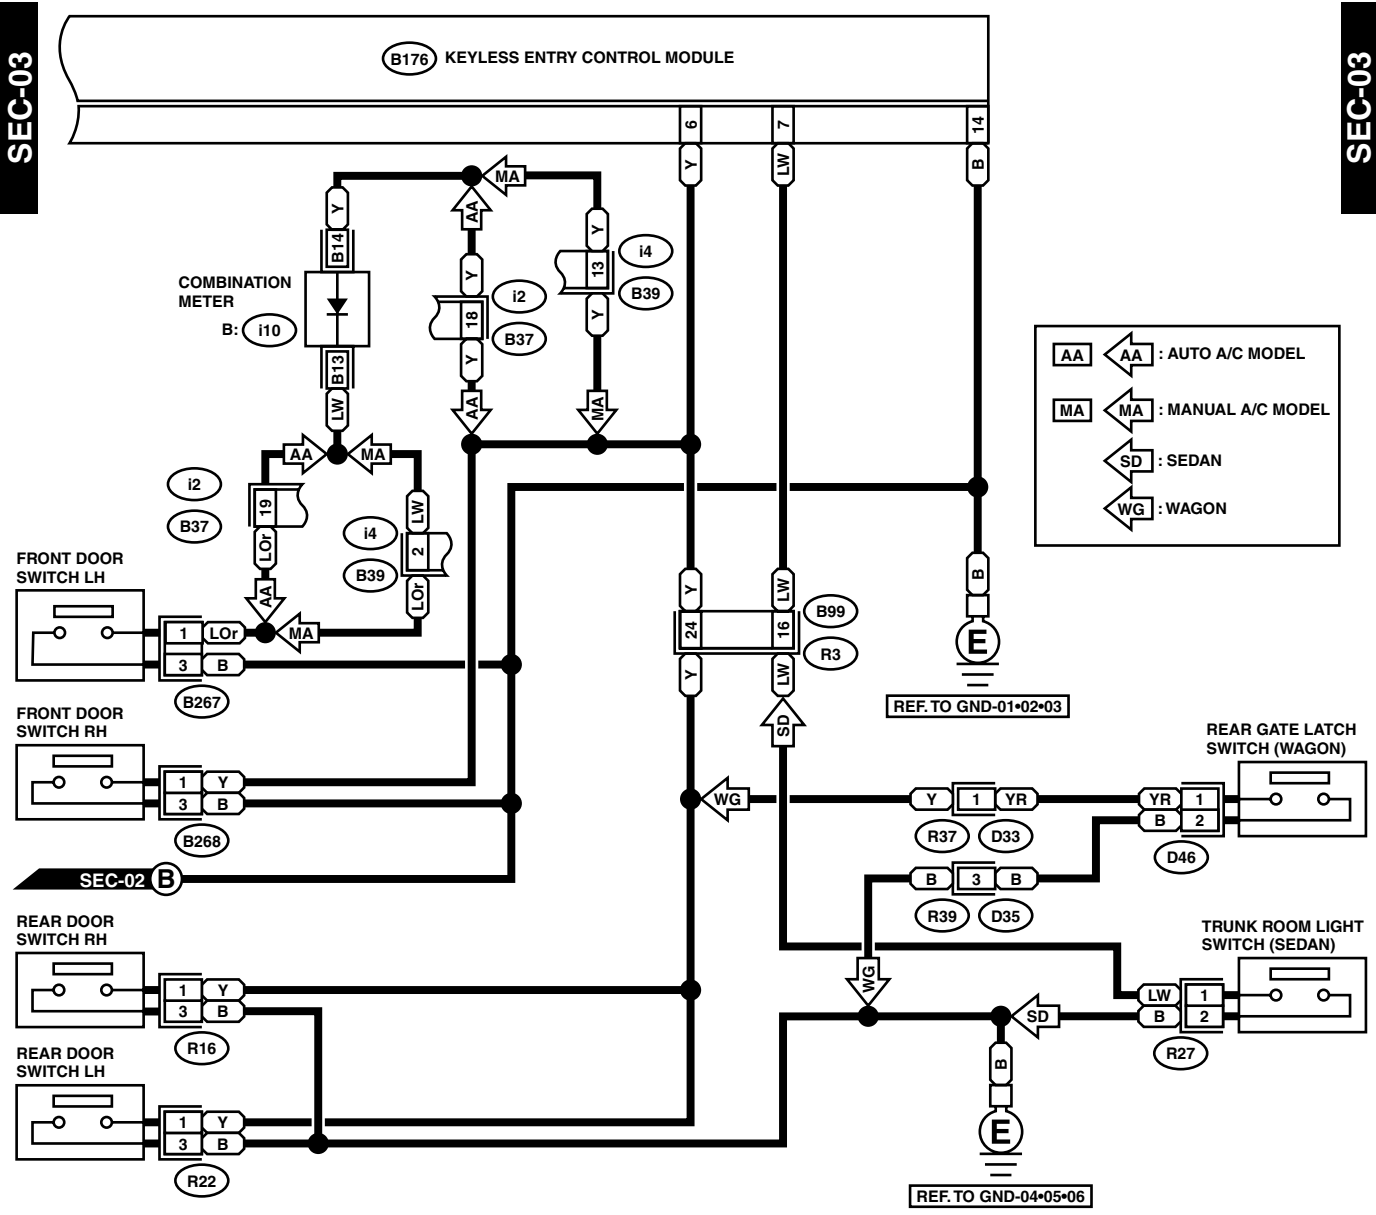 SEC-03
SEC-03
B176 KEYLESS ENTRY CONTROL MODULE
6 7 14
Y LW B
MA
AA
Y
B14
Y
Y
13
i4
B39
COMBINATION
METER
B: i10
i2
B37
18
Y
Y
B13
LW
AA
MA
AA AA : AUTO A/C MODEL
MA MA : MANUAL A/C MODEL
SD : SEDAN
WG : WAGON
AA
MA
i2
B37
19
LOr
AA
LW
i4
B39
2
LOr
MA
FRONT DOOR
SWITCH LH
1 LOr
3 B
B267
B
E
REF. TO GND-01•02•03
Y LW
24 16
B99
R3
Y LW
SD
FRONT DOOR
SWITCH RH
1 Y
3 B
B268
SEC-02 B
REAR GATE LATCH
SWITCH (WAGON)
WG
Y 1 YR
YR 1
B 2
R37 D33
D46
B 3 B
R39 D35
WG
REAR DOOR
SWITCH RH
1 Y
3 B
R16
TRUNK ROOM LIGHT
SWITCH (SEDAN)
LW 1
B 2
SD
R27
REAR DOOR
SWITCH LH
1 Y
3 B
R22
B
E
REF. TO GND-04•05•06